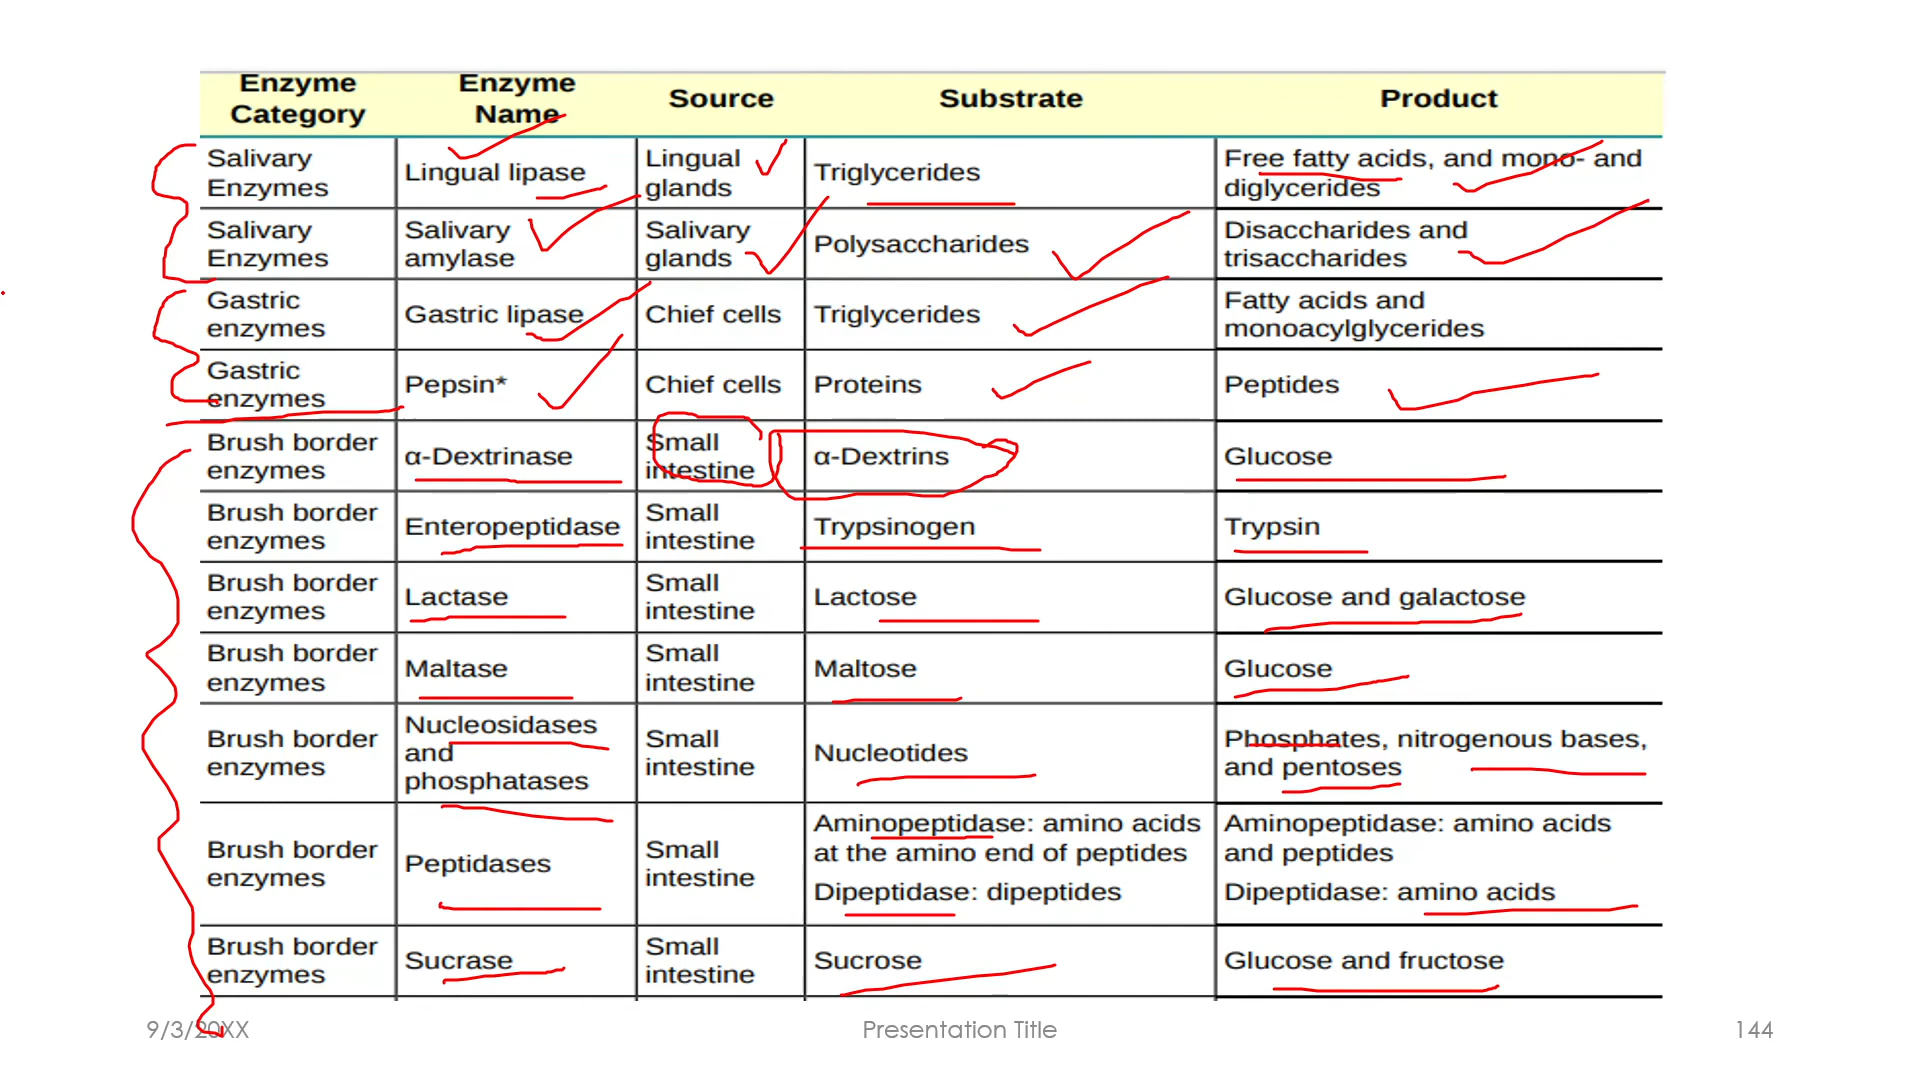 Enzyme Category | Enzyme Name | Source | Substrate | Product
Salivary Enzymes | Lingual lipase | Lingual glands | Triglycerides | Free fatty acids, and mono- and diglycerides
Salivary Enzymes | Salivary amylase | Salivary glands | Polysaccharides | Disaccharides and trisaccharides
Gastric enzymes | Gastric lipase | Chief cells | Triglycerides | Fatty acids and monoacylglycerides
Gastric enzymes | Pepsin* | Chief cells | Proteins | Peptides
Brush border enzymes | α-Dextrinase | Small intestine | α-Dextrins | Glucose
Brush border enzymes | Enteropeptidase | Small intestine | Trypsinogen | Trypsin
Brush border enzymes | Lactase | Small intestine | Lactose | Glucose and galactose
Brush border enzymes | Maltase | Small intestine | Maltose | Glucose
Brush border enzymes | Nucleosidases and phosphatases | Small intestine | Nucleotides | Phosphates, nitrogenous bases, and pentoses
Brush border enzymes | Peptidases | Small intestine | Aminopeptidase: amino acids at the amino end of peptides Dipeptidase: dipeptides | Aminopeptidase: amino acids and peptides Dipeptidase: amino acids
Brush border enzymes | Sucrase | Small intestine | Sucrose | Glucose and fructose
9/3/20XX Presentation Title 144